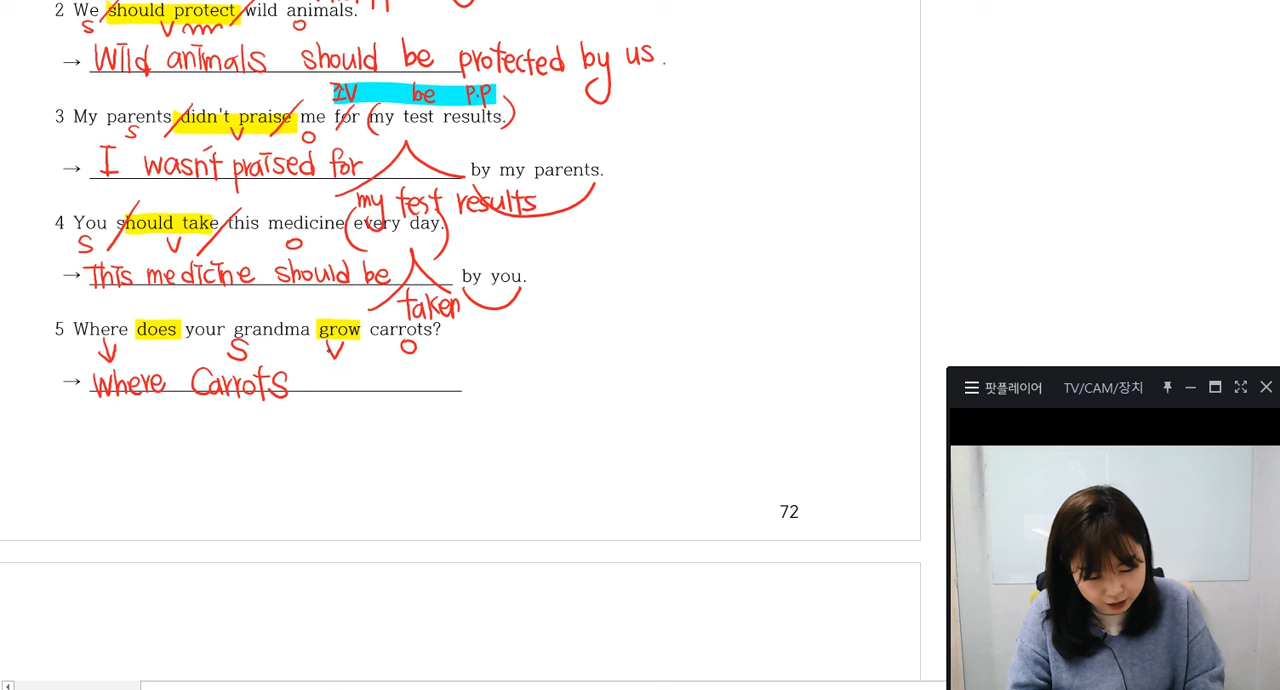 2 We should protect wild animals.
S V O
→ Wild animals should be protected by us.
조V be P.P
3 My parents didn't praise me for (my test results.)
S V O
→ I wasn't praised for by my parents.
my test results
4 You should take this medicine (every day.)
S V O
→ This medicine should be by you.
taken
5 Where does your grandma grow carrots?
S V O
→ where Carrots
72
팟플레이어 TV/CAM/장치